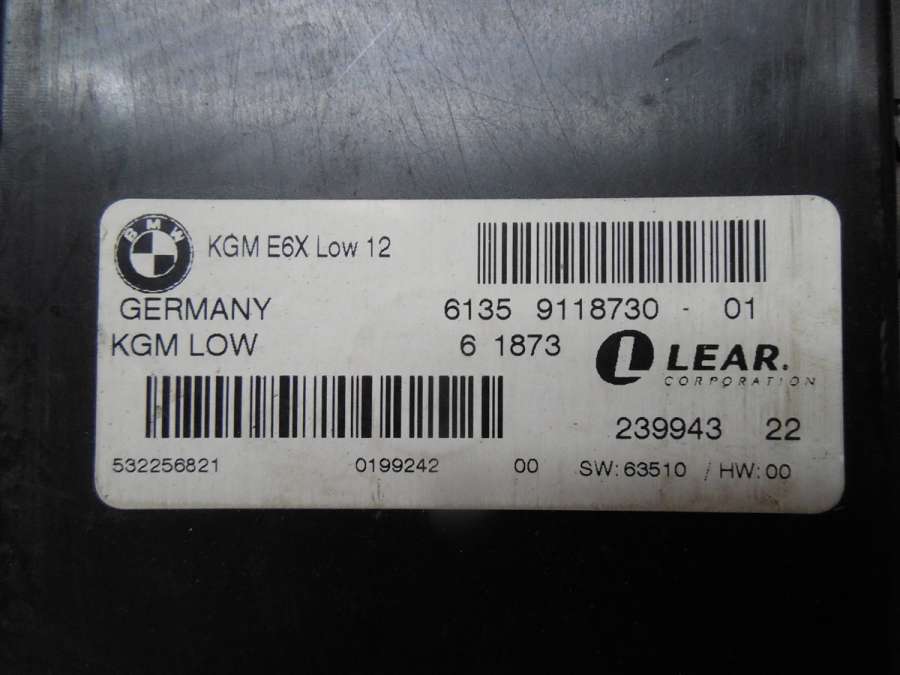 BMW
KGM E6X Low 12
GERMANY 6135 9118730 - 01
KGM LOW 6 1873
L LEAR.
CORPORATION
239943 22
532256821 0199242 00 SW: 63510 / HW: 00